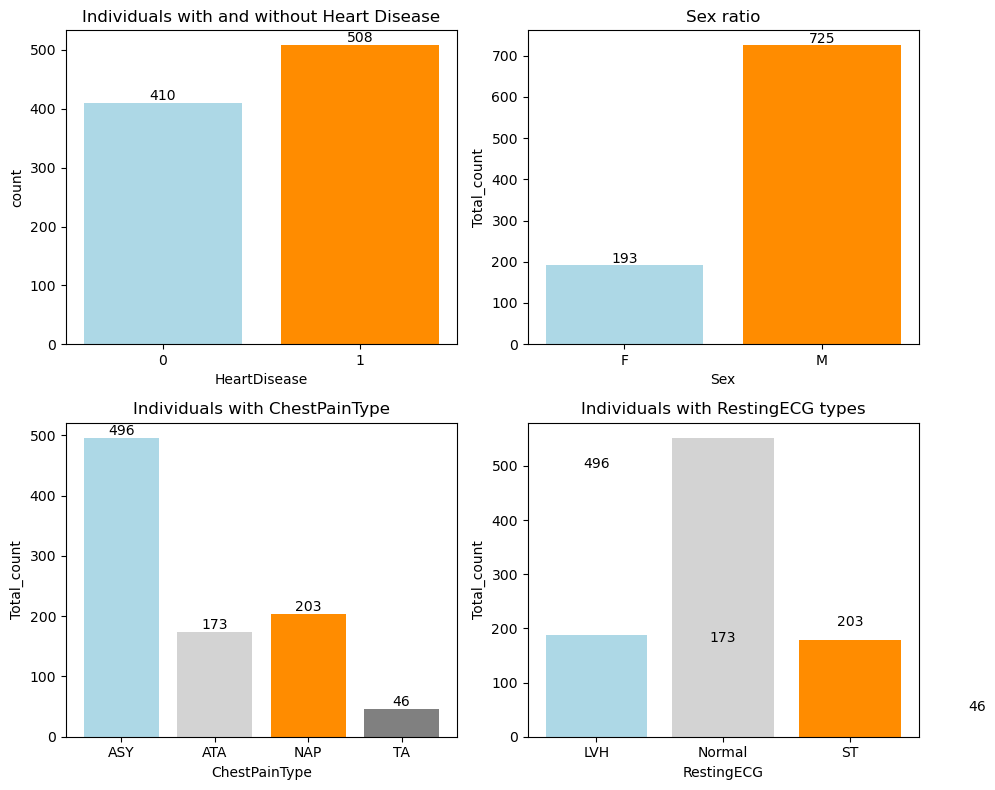 Individuals with and without Heart Disease
500
400
300
200
100
0
count
410
508
0
1
HeartDisease
Sex ratio
700
600
500
400
300
200
100
0
Total_count
193
725
F
M
Sex
Individuals with ChestPainType
500
400
300
200
100
0
Total_count
496
173
203
46
ASY
ATA
NAP
TA
ChestPainType
Individuals with RestingECG types
500
400
300
200
100
0
Total_count
496
173
203
46
LVH
Normal
ST
RestingECG